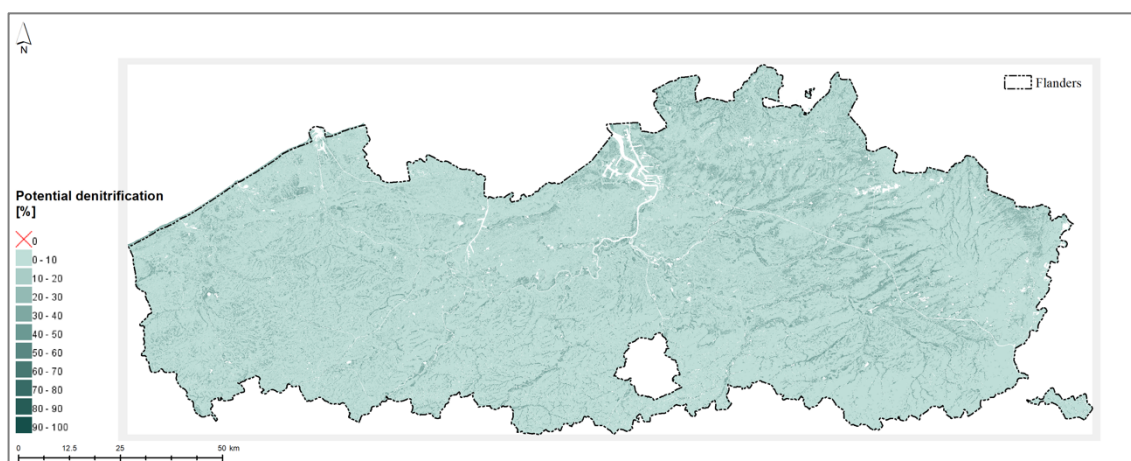 N
Flanders
Potential denitrification
[%]
0
0 - 10
10 - 20
20 - 30
30 - 40
40 - 50
50 - 60
60 - 70
70 - 80
80 - 90
90 - 100
0 12.5 25 50 km